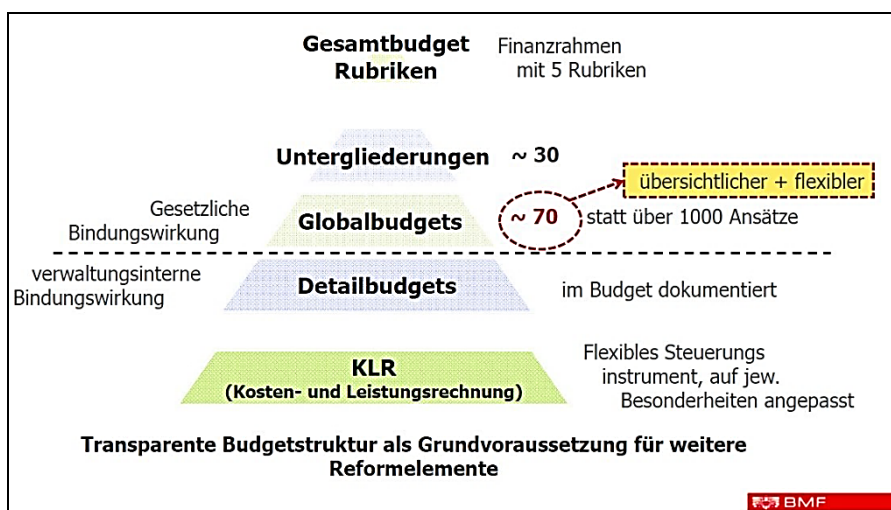 Gesamtbudget
Rubriken
Finanzrahmen
mit 5 Rubriken
Untergliederungen
~ 30
übersichtlicher + flexibler
Gesetzliche
Bindungswirkung
Globalbudgets
~ 70
statt über 1000 Ansätze
verwaltungsinterne
Bindungswirkung
Detailbudgets
im Budget dokumentiert
KLR
(Kosten- und Leistungsrechnung)
Flexibles Steuerungs
instrument, auf jew.
Besonderheiten angepasst
Transparente Budgetstruktur als Grundvoraussetzung für weitere
Reformelemente
BMF